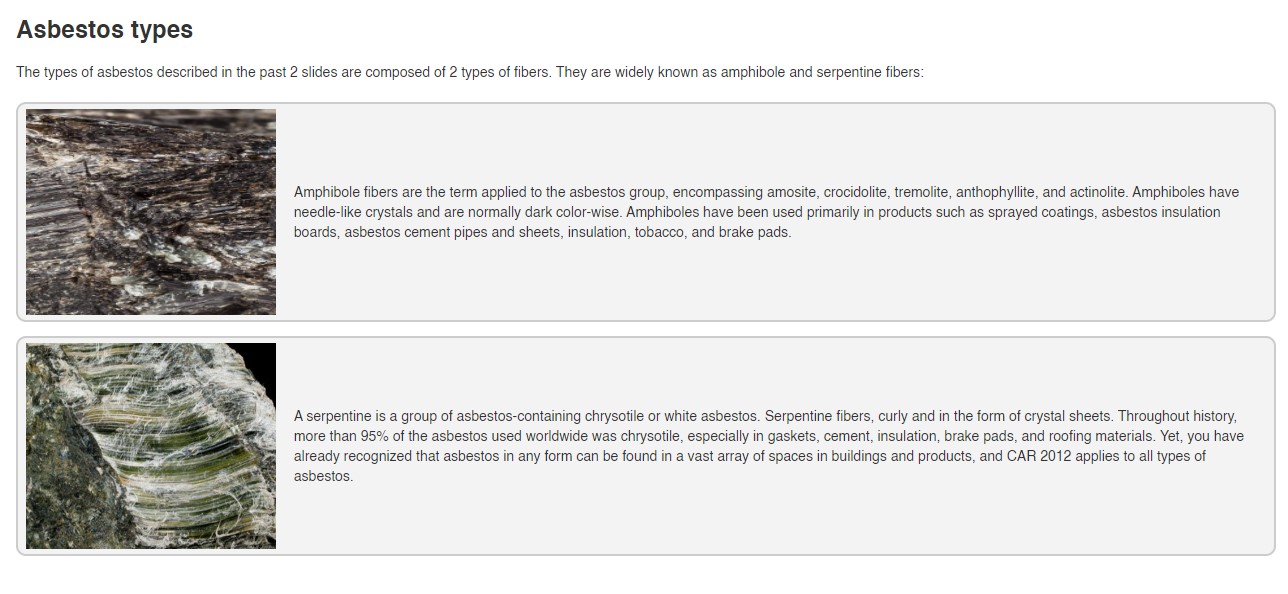 Asbestos types
The types of asbestos described in the past 2 slides are composed of 2 types of fibers. They are widely known as amphibole and serpentine fibers:
Amphibole fibers are the term applied to the asbestos group, encompassing amosite, crocidolite, tremolite, anthophyllite, and actinolite. Amphiboles have
needle-like crystals and are normally dark color-wise. Amphiboles have been used primarily in products such as sprayed coatings, asbestos insulation
boards, asbestos cement pipes and sheets, insulation, tobacco, and brake pads.
A serpentine is a group of asbestos-containing chrysotile or white asbestos. Serpentine fibers, curly and in the form of crystal sheets. Throughout history,
more than 95% of the asbestos used worldwide was chrysotile, especially in gaskets, cement, insulation, brake pads, and roofing materials. Yet, you have
already recognized that asbestos in any form can be found in a vast array of spaces in buildings and products, and CAR 2012 applies to all types of
asbestos.